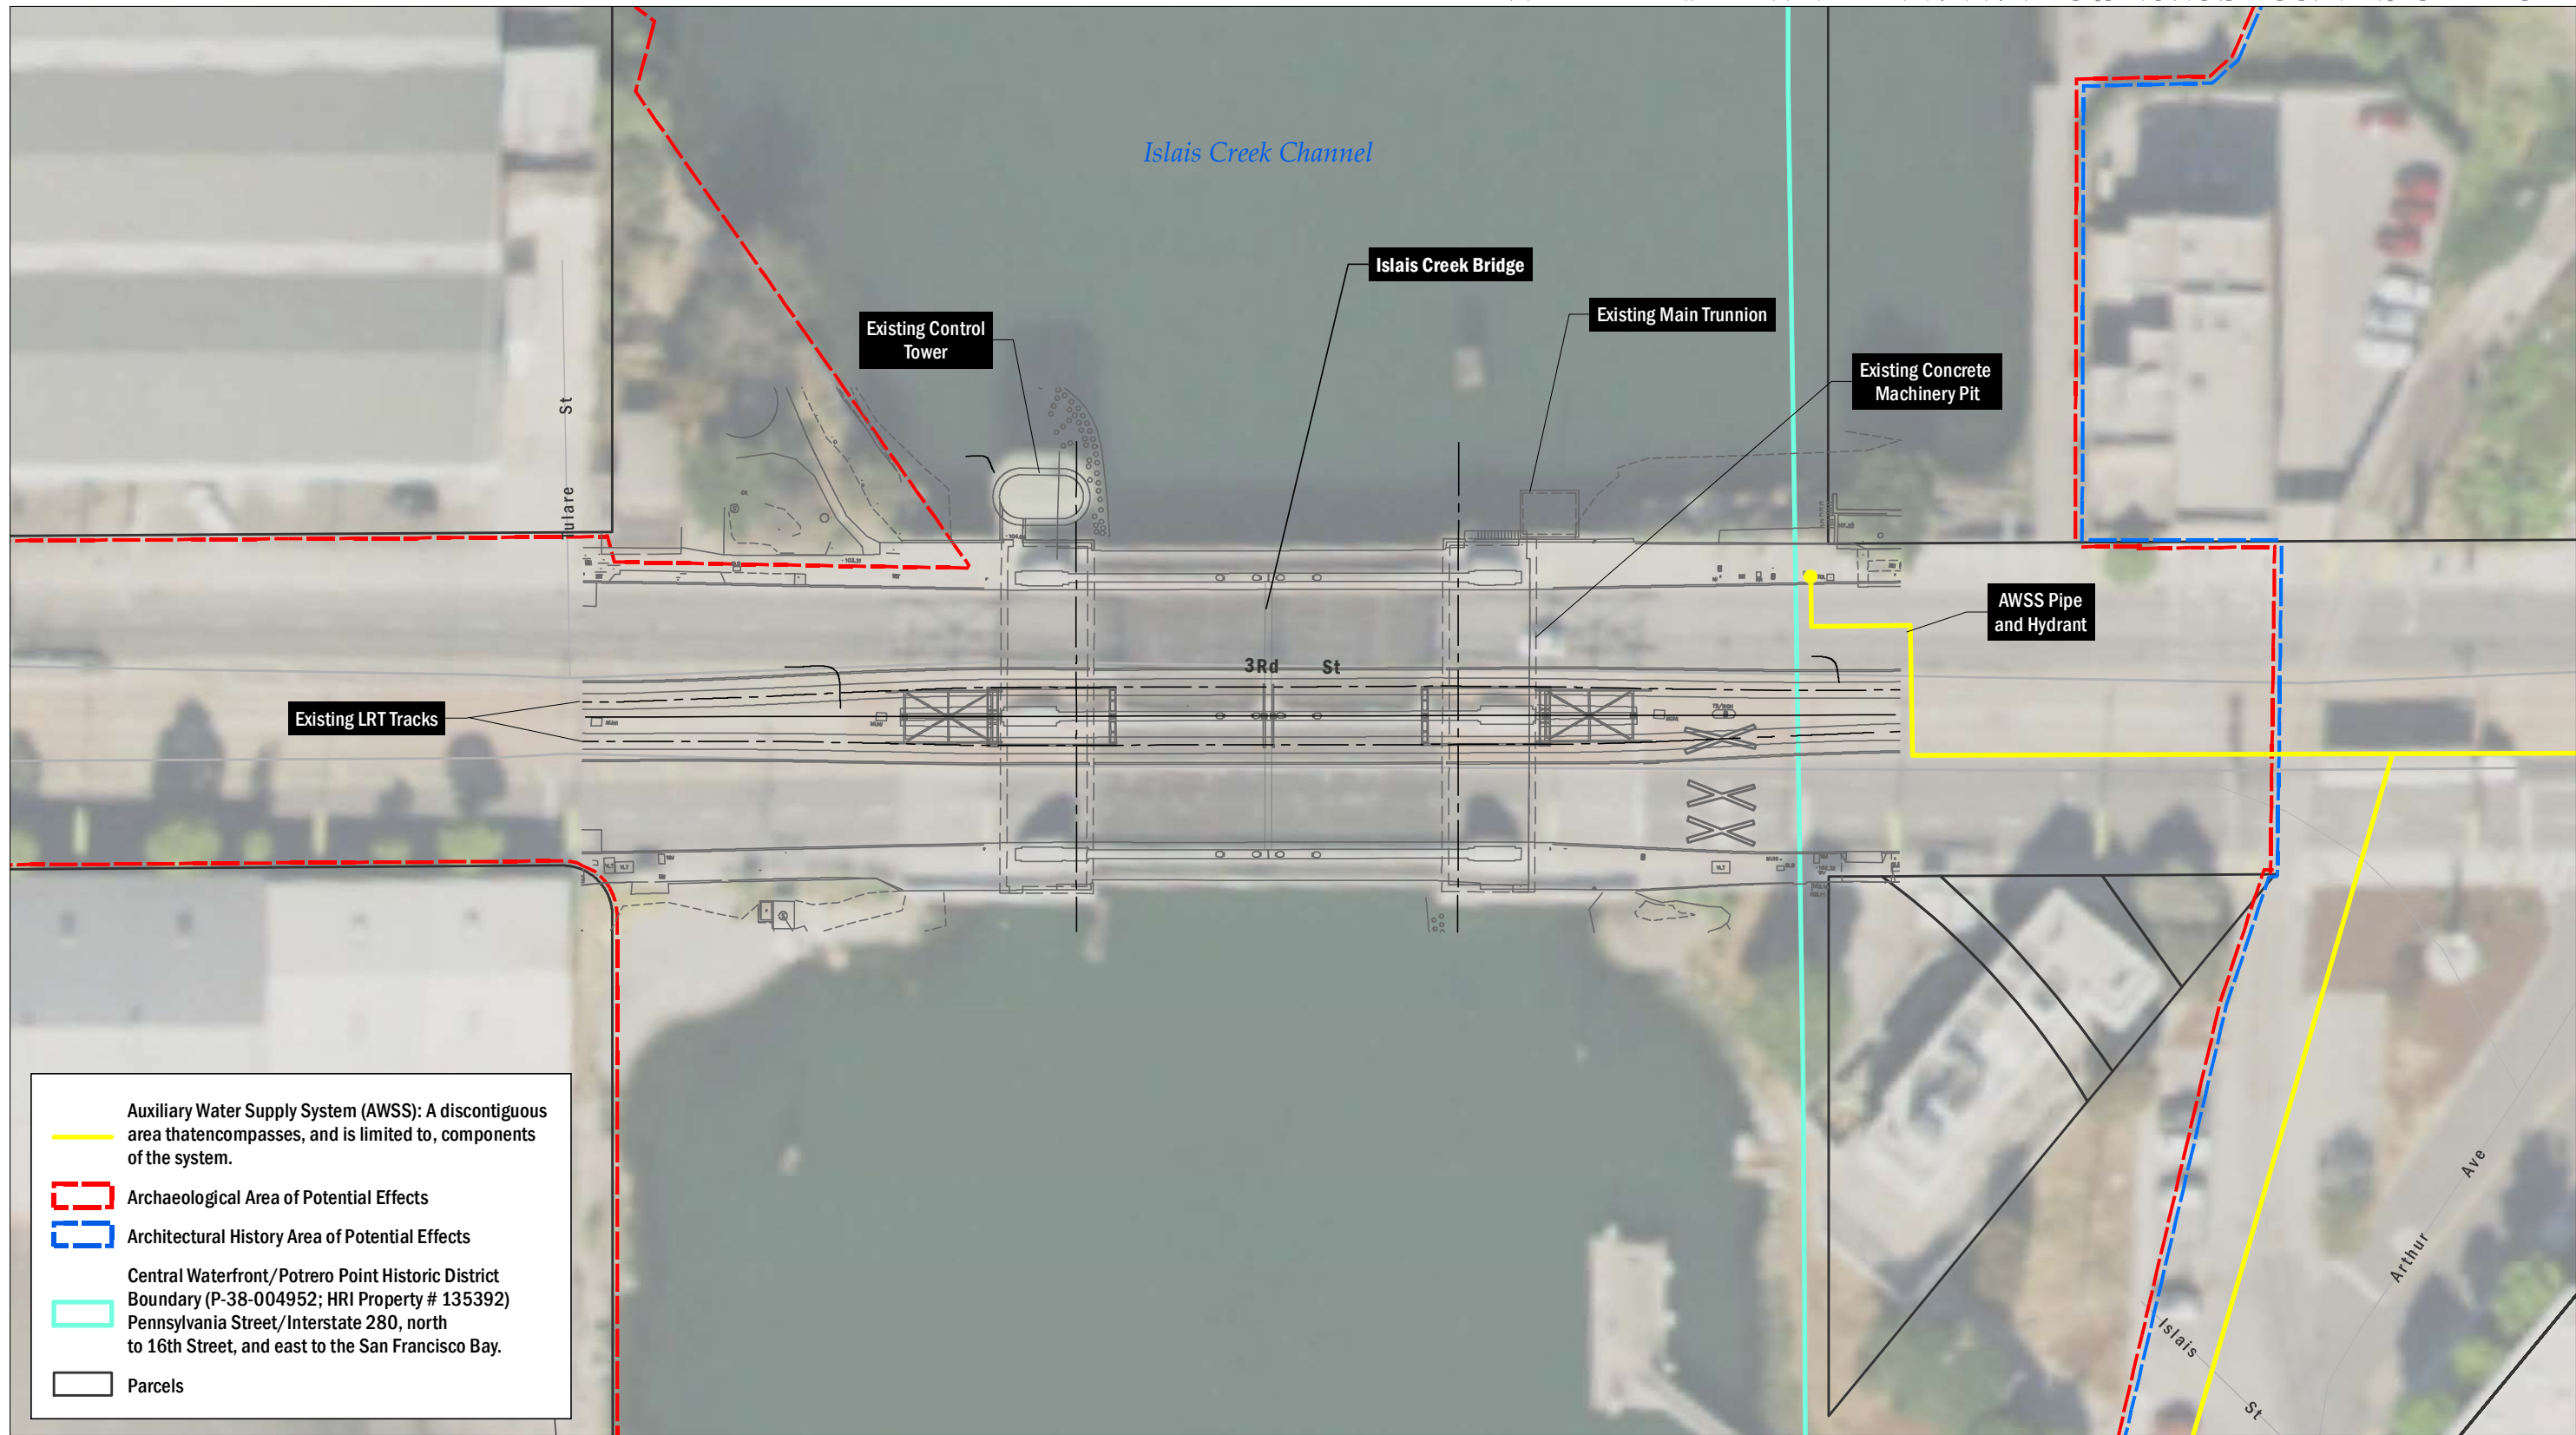 Islais Creek Channel
Islais Creek Bridge
Existing Main Trunnion
Existing Control
Tower
Existing Concrete
Machinery Pit
Tulare St
AWSS Pipe
and Hydrant
3Rd St
Existing LRT Tracks
Auxiliary Water Supply System (AWSS): A discontiguous
area thatencompasses, and is limited to, components
of the system.
Archaeological Area of Potential Effects
Architectural History Area of Potential Effects
Central Waterfront/Potrero Point Historic District
Boundary (P-38-004952; HRI Property # 135392)
Pennsylvania Street/Interstate 280, north
to 16th Street, and east to the San Francisco Bay.
Parcels
Arthur Ave
Islais St